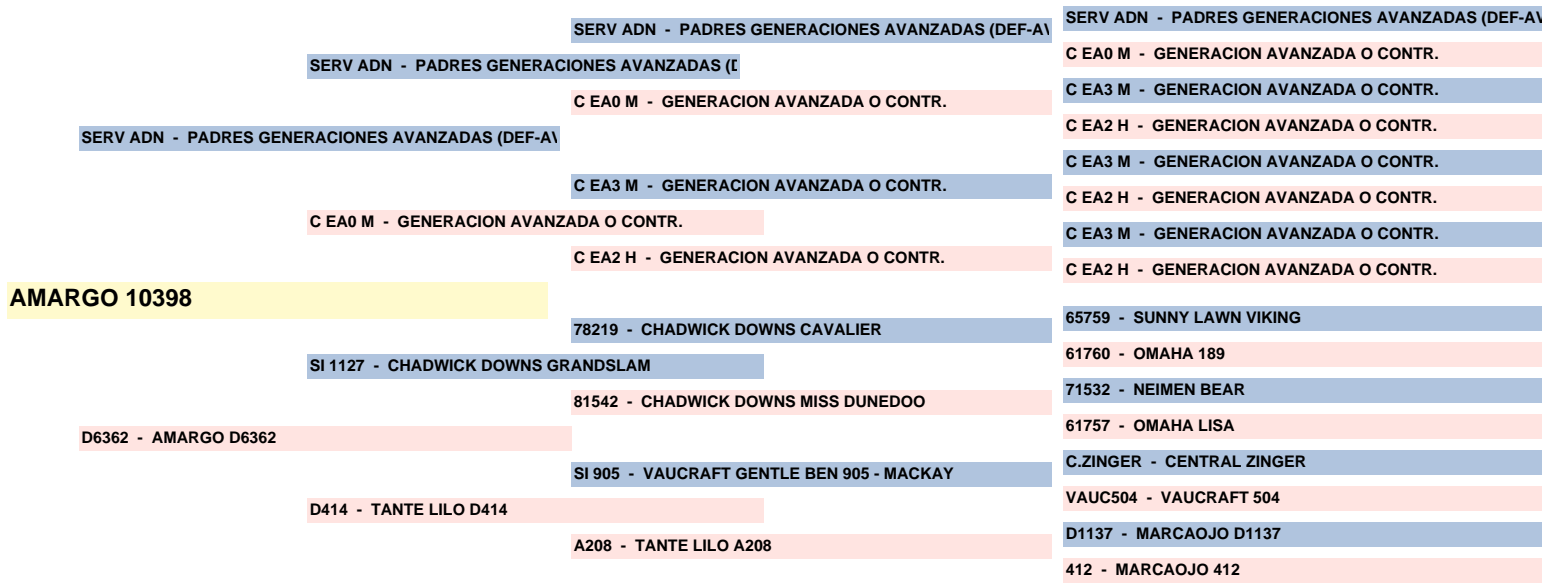 SERV ADN - PADRES GENERACIONES AVANZADAS (DEF-AV
SERV ADN - PADRES GENERACIONES AVANZADAS (DEF-AV
C EA0 M - GENERACION AVANZADA O CONTR.
SERV ADN - PADRES GENERACIONES AVANZADAS (D
C EA3 M - GENERACION AVANZADA O CONTR.
C EA0 M - GENERACION AVANZADA O CONTR.
C EA2 H - GENERACION AVANZADA O CONTR.
SERV ADN - PADRES GENERACIONES AVANZADAS (DEF-AV
C EA3 M - GENERACION AVANZADA O CONTR.
C EA3 M - GENERACION AVANZADA O CONTR.
C EA2 H - GENERACION AVANZADA O CONTR.
C EA0 M - GENERACION AVANZADA O CONTR.
C EA3 M - GENERACION AVANZADA O CONTR.
C EA2 H - GENERACION AVANZADA O CONTR.
C EA2 H - GENERACION AVANZADA O CONTR.
AMARGO 10398
65759 - SUNNY LAWN VIKING
78219 - CHADWICK DOWNS CAVALIER
61760 - OMAHA 189
SI 1127 - CHADWICK DOWNS GRANDSLAM
71532 - NEIMEN BEAR
81542 - CHADWICK DOWNS MISS DUNEDOO
61757 - OMAHA LISA
D6362 - AMARGO D6362
C.ZINGER - CENTRAL ZINGER
SI 905 - VAUCRAFT GENTLE BEN 905 - MACKAY
VAUC504 - VAUCRAFT 504
D414 - TANTE LILO D414
D1137 - MARCAOJO D1137
A208 - TANTE LILO A208
412 - MARCAOJO 412